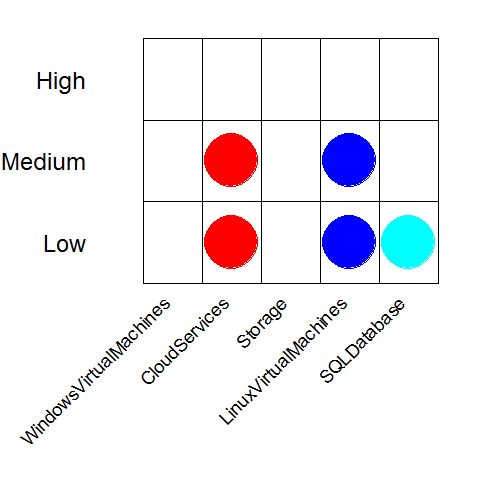 High
Medium
Low
WindowsVirtualMachines
CloudServices
Storage
LinuxVirtualMachines
SQLDatabase